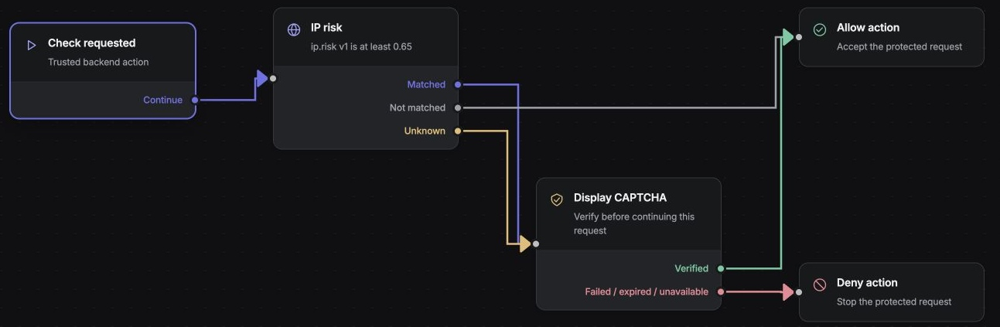 Check requested
Trusted backend action
Continue
IP risk
ip.risk v1 is at least 0.65
Matched
Not matched
Unknown
Display CAPTCHA
Verify before continuing this
request
Verified
Failed / expired / unavailable
Allow action
Accept the protected request
Deny action
Stop the protected request